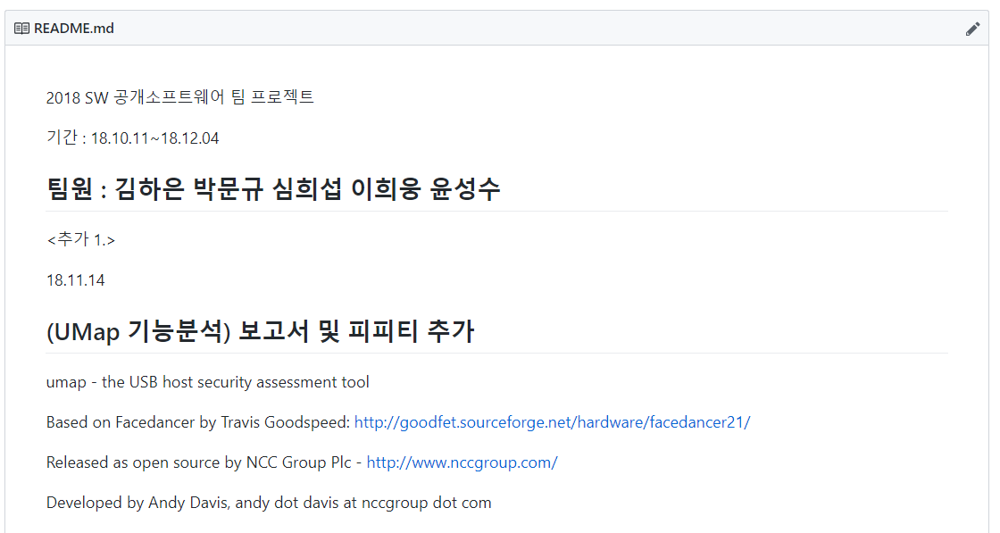 README.md
2018 SW 공개소프트웨어 팀 프로젝트
기간 : 18.10.11~18.12.04
팀원 : 김하은 박문규 심희섭 이희웅 윤성수
<추가 1.>
18.11.14
(UMap 기능분석) 보고서 및 피피티 추가
umap - the USB host security assessment tool
Based on Facedancer by Travis Goodspeed: http://goodfet.sourceforge.net/hardware/facedancer21/
Released as open source by NCC Group Plc - http://www.nccgroup.com/
Developed by Andy Davis, andy dot davis at nccgroup dot com